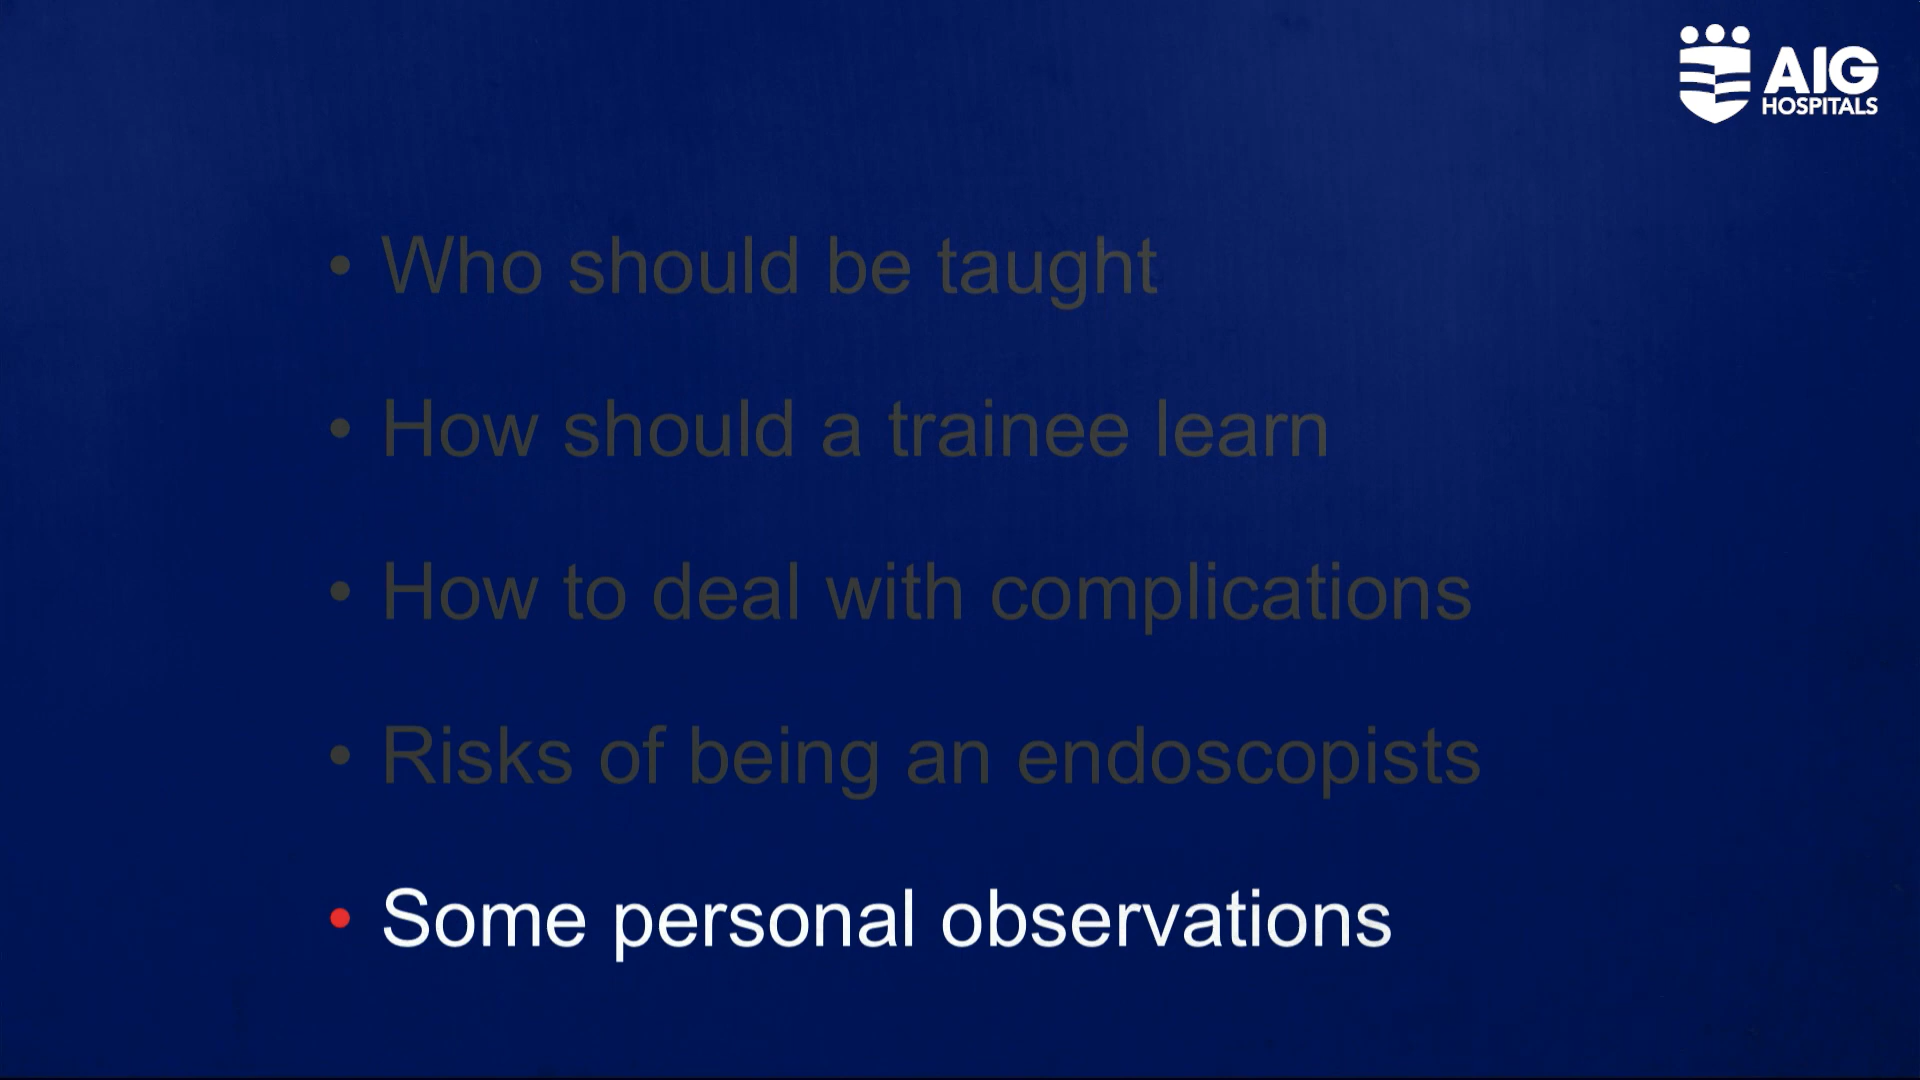 AIG
HOSPITALS
• Who should be taught
• How should a trainee learn
• How to deal with complications
• Risks of being an endoscopists
• Some personal observations